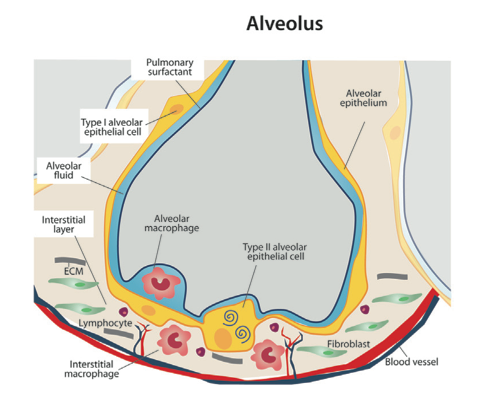 Alveolus
Pulmonary
surfactant
Alveolar
epithelium
Type I alveolar
epithelial cell
Alveolar
fluid
Interstitial
layer
Alveolar
macrophage
Type II alveolar
epithelial cell
ECM
Lymphocyte
Fibroblast
Interstitial
macrophage
Blood vessel